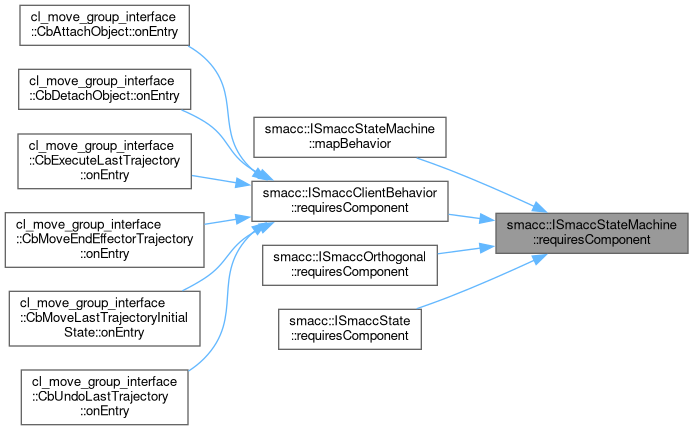 cl_move_group_interface
::CbAttachObject::onEntry
cl_move_group_interface
::CbDetachObject::onEntry
cl_move_group_interface
::CbExecuteLastTrajectory
::onEntry
cl_move_group_interface
::CbMoveEndEffectorTrajectory
::onEntry
cl_move_group_interface
::CbMoveLastTrajectoryInitial
State::onEntry
cl_move_group_interface
::CbUndoLastTrajectory
::onEntry
smacc::ISmaccStateMachine
::mapBehavior
smacc::ISmaccClientBehavior
::requiresComponent
smacc::ISmaccOrthogonal
::requiresComponent
smacc::ISmaccState
::requiresComponent
smacc::ISmaccStateMachine
::requiresComponent